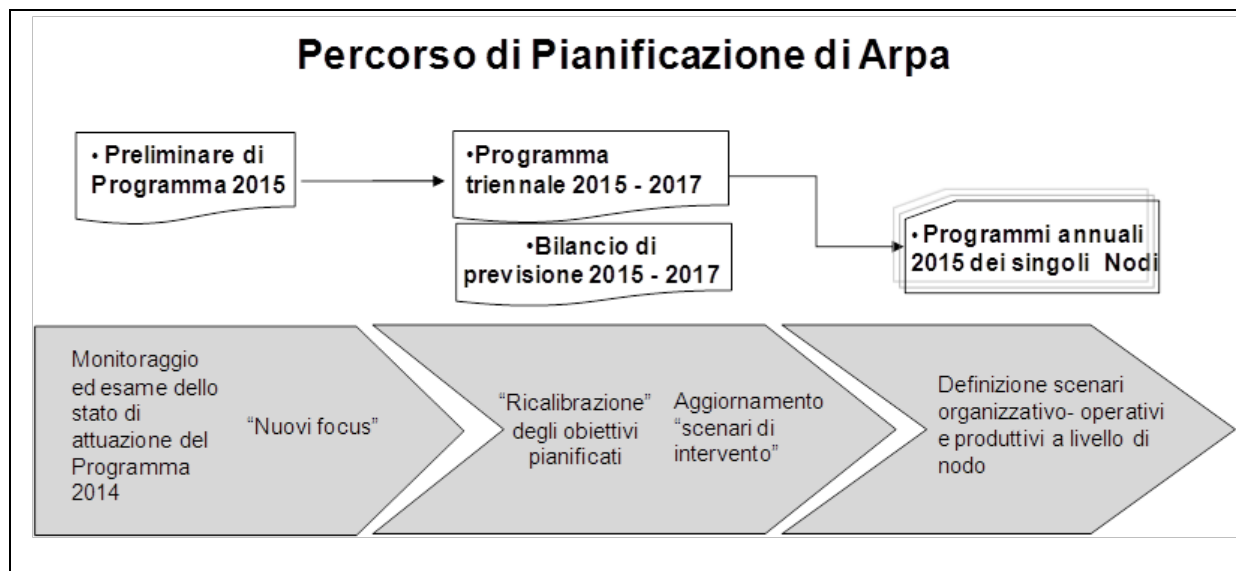 Percorso di Pianificazione di Arpa
• Preliminare di
Programma 2015
•Programma
triennale 2015 - 2017
•Bilancio di
previsione 2015 - 2017
• Programmi annuali
2015 dei singoli Nodi
Monitoraggio
ed esame dello
stato di
attuazione del
Programma
2014
“Nuovi focus”
“Ricalibrazione”
degli obiettivi
pianificati
Aggiornamento
“scenari di
intervento”
Definizione scenari
organizzativo- operativi
e produttivi a livello di
nodo